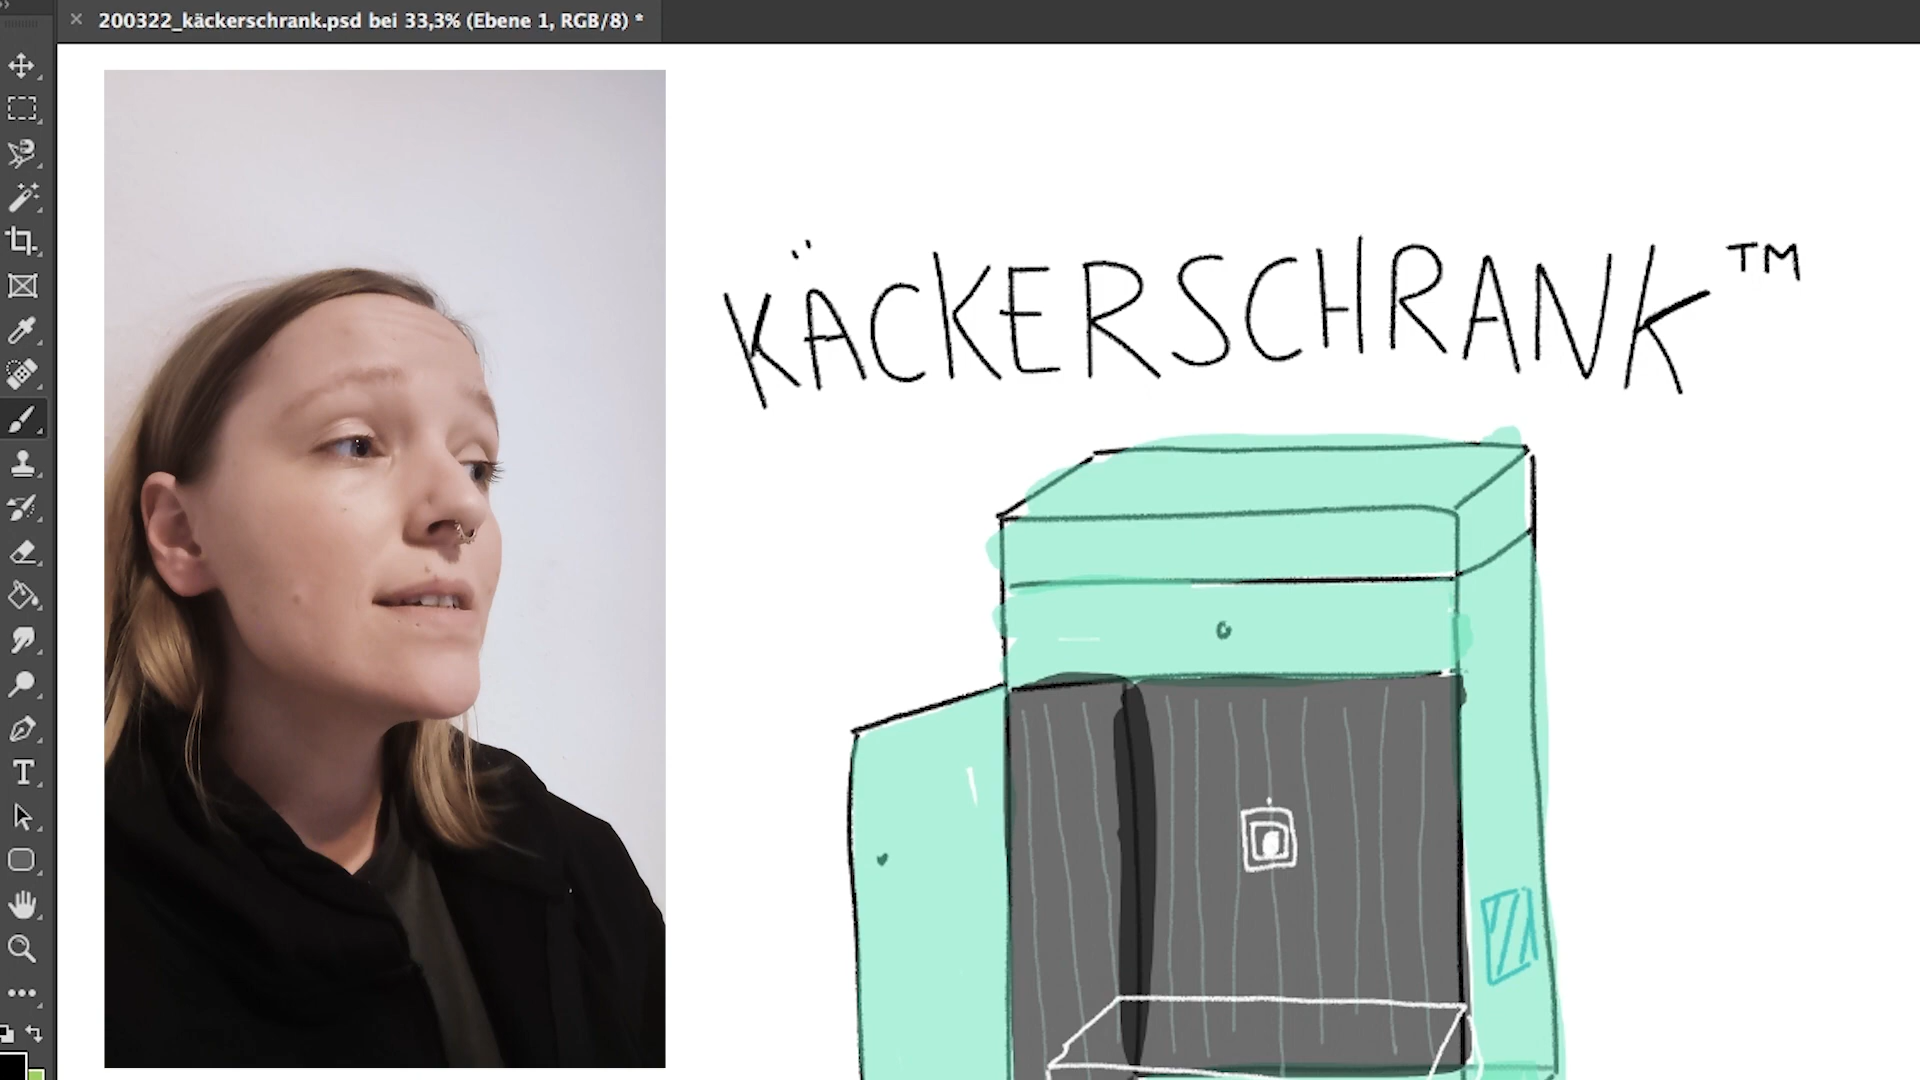 200322_käckerschrank.psd bei 33,3% (Ebene 1, RGB/8) *
KÄCKERSCHRANK™